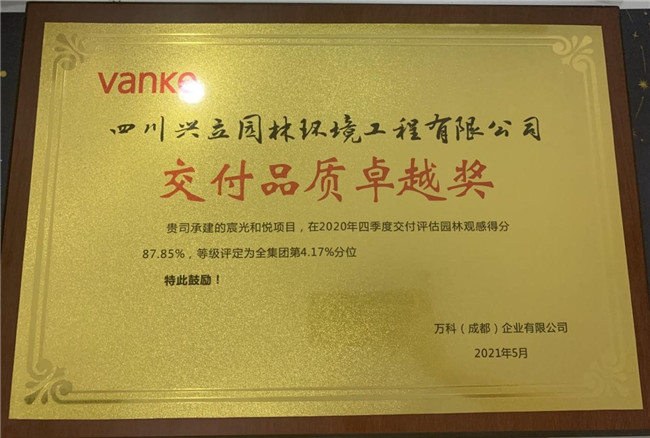 vanke
四川兴立园林环境工程有限公司
交付品质卓越奖
贵司承建的宸光和悦项目，在2020年四季度交付评估园林观感得分
87.85%，等级评定为全集团第4.17%分位
特此鼓励！
万科（成都）企业有限公司
2021年5月